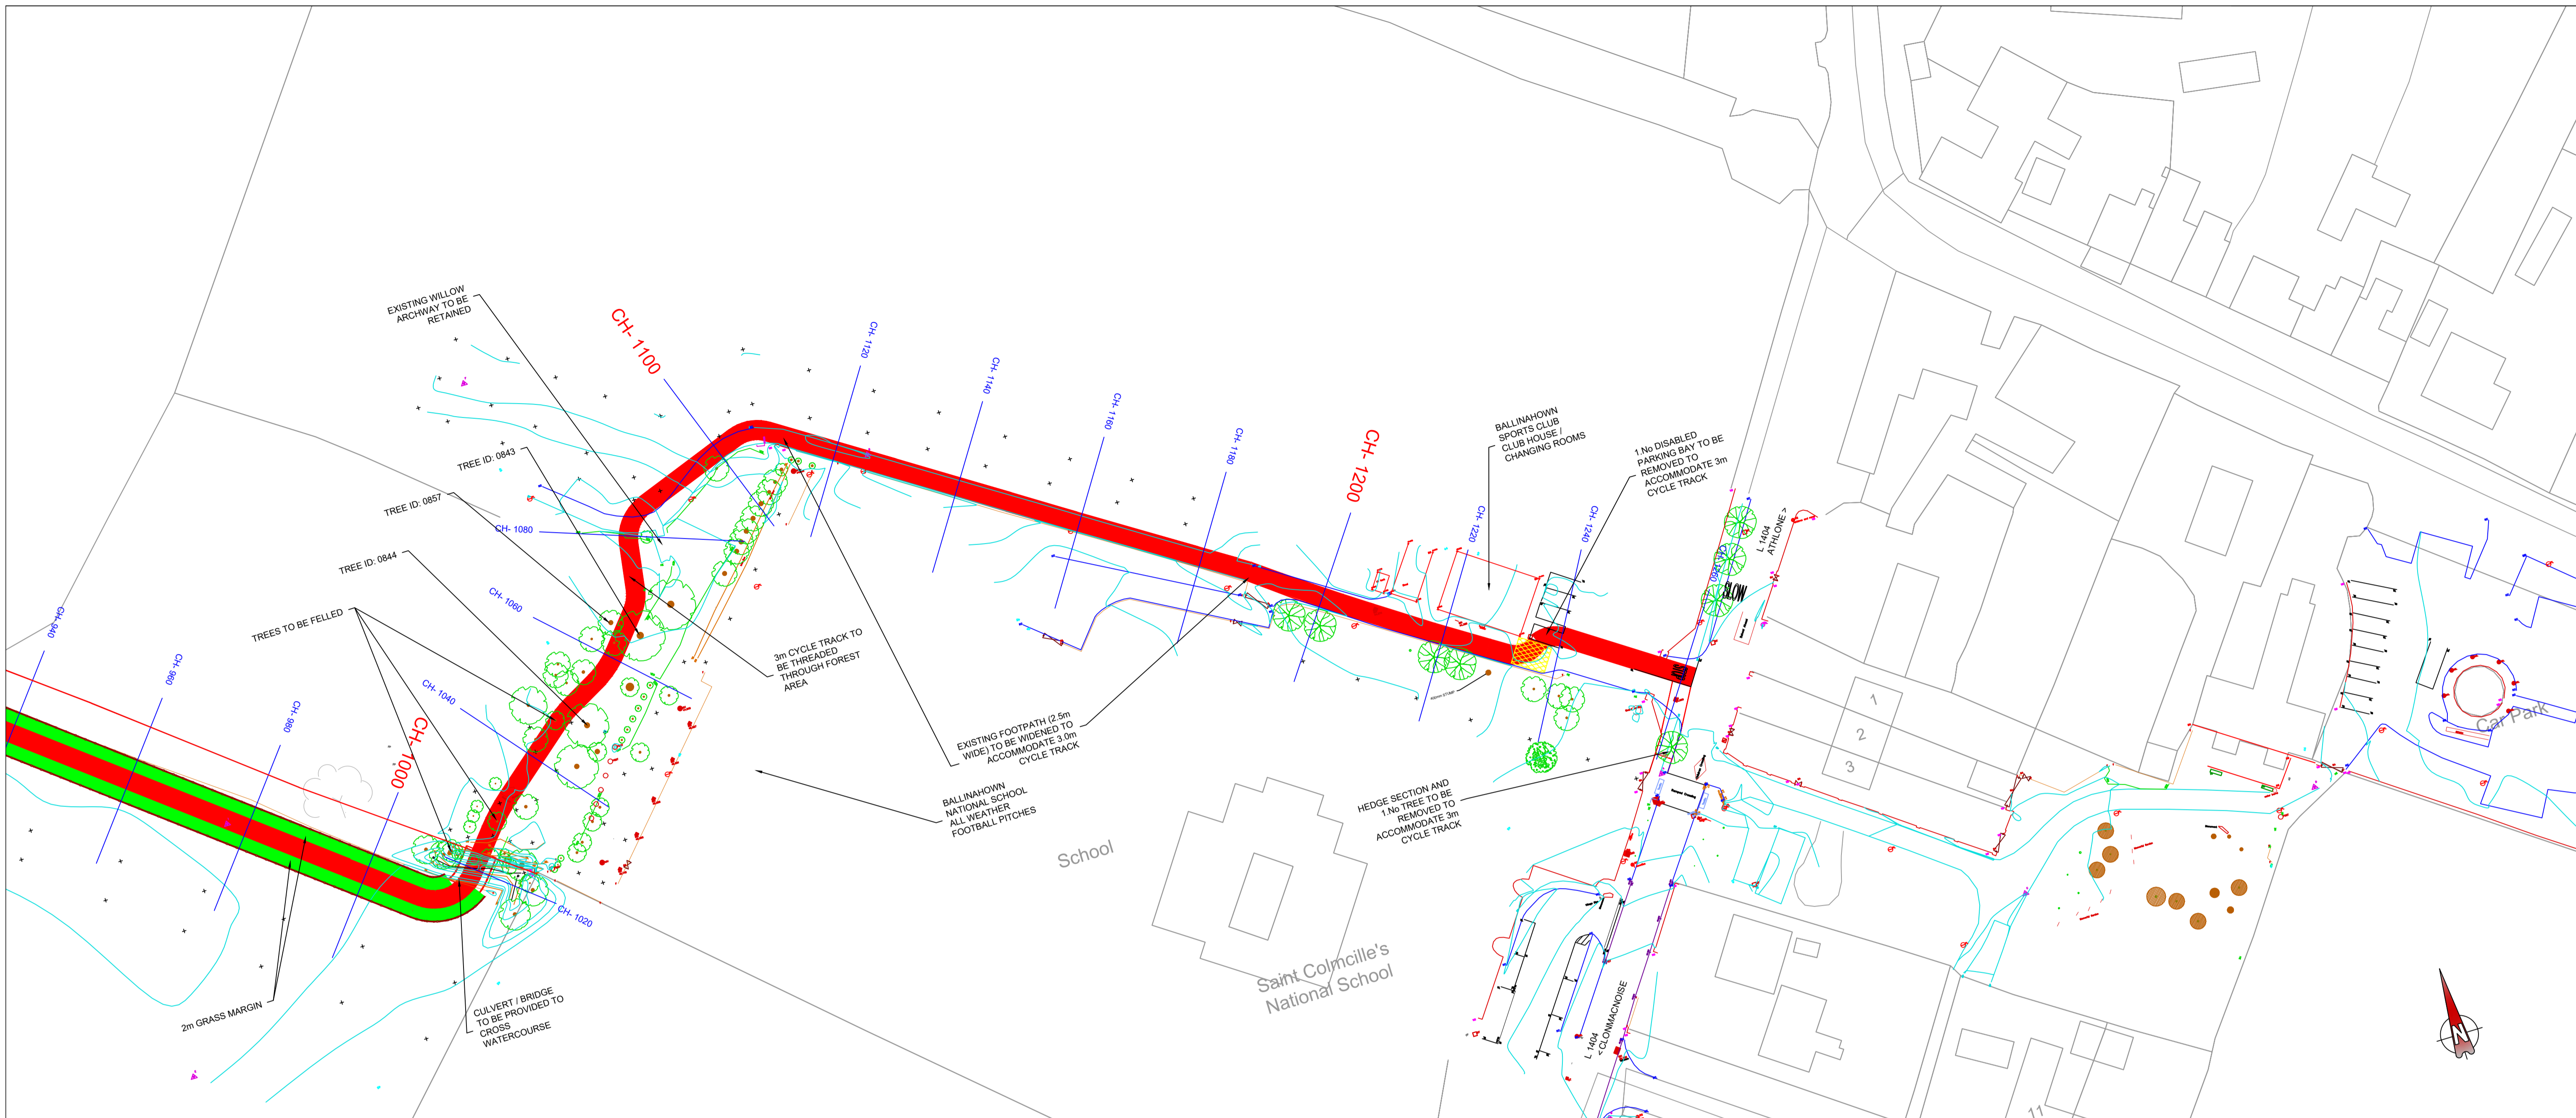 EXISTING WILLOW
ARCHWAY TO BE
RETAINED
CH- 1100
CH- 1120
CH- 1140
CH- 1160
CH- 1180
CH- 1200
CH- 1220
CH- 1240
CH- 1260
BALLINAHOWN
SPORTS CLUB
CLUB HOUSE /
CHANGING ROOMS
1.No DISABLED
PARKING BAY TO BE
REMOVED TO
ACCOMMODATE 3m
CYCLE TRACK
L 1404
ATHLONE >
SLOW
STOP
TREE ID: 0843
TREE ID: 0857
CH- 1080
TREE ID: 0844
CH- 1060
TREES TO BE FELLED
CH- 940
CH- 960
CH- 980
CH- 1000
CH- 1040
CH- 1020
3m CYCLE TRACK TO
BE THREADED
THROUGH FOREST
AREA
EXISTING FOOTPATH (2.5m
WIDE) TO BE WIDENED TO
ACCOMMODATE 3.0m
CYCLE TRACK
BALLINAHOWN
NATIONAL SCHOOL
ALL WEATHER
FOOTBALL PITCHES
HEDGE SECTION AND
1.No TREE TO BE
REMOVED TO
ACCOMMODATE 3m
CYCLE TRACK
1
2
3
Car Park
School
Saint Colmcille's
National School
2m GRASS MARGIN
CULVERT / BRIDGE
TO BE PROVIDED TO
CROSS
WATERCOURSE
L 1404
< CLONMACNOISE
11
N